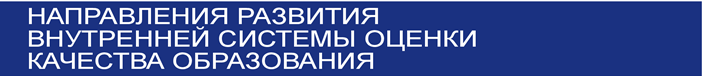 НАПРАВЛЕНИЯ РАЗВИТИЯ
ВНУТРЕННЕЙ СИСТЕМЫ ОЦЕНКИ
КАЧЕСТВА ОБРАЗОВАНИЯ